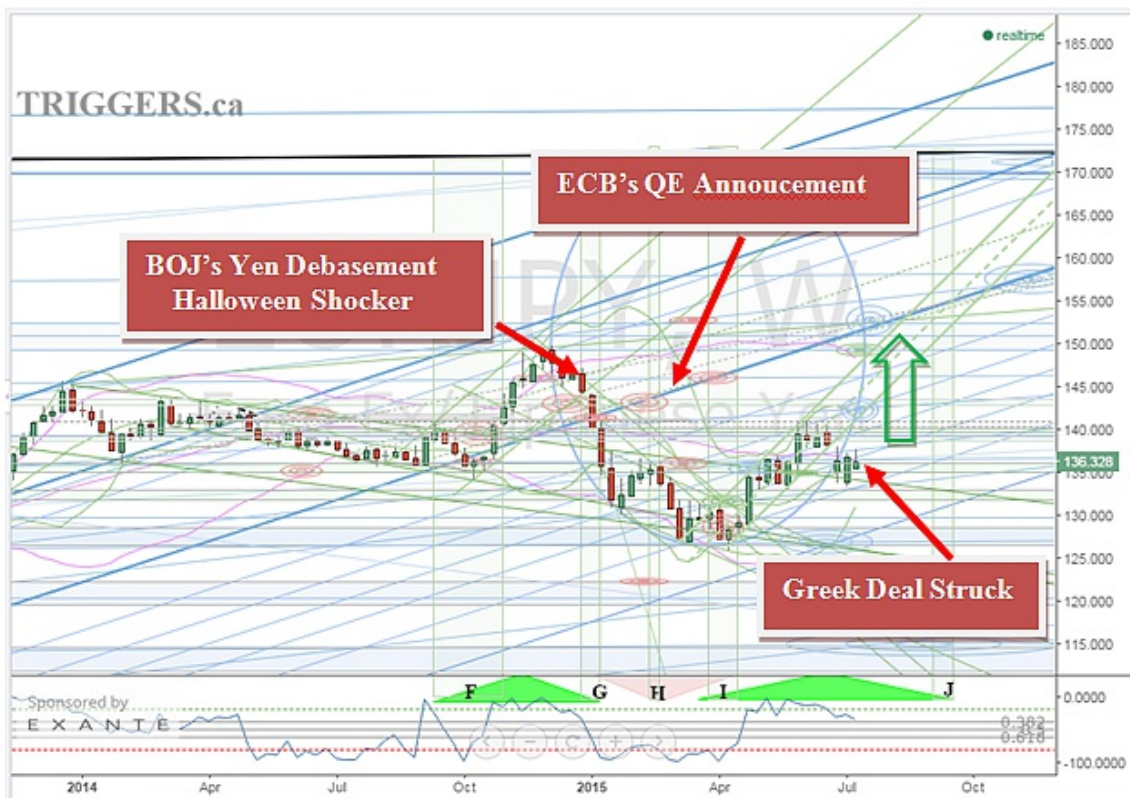 realtime
TRIGGERS.ca
185.000
180.000
175.000
170.000
165.000
160.000
155.000
150.000
145.000
140.000
136.328
130.000
125.000
120.000
115.000
ECB’s QE Annoucement
BOJ’s Yen Debasement
Halloween Shocker
Greek Deal Struck
F
G
H
I
J
Sponsored by
EXANTE
0.0000
0.382
0.618
-100.0000
2014
Apr
Jul
Oct
2015
Apr
Jul
Oct